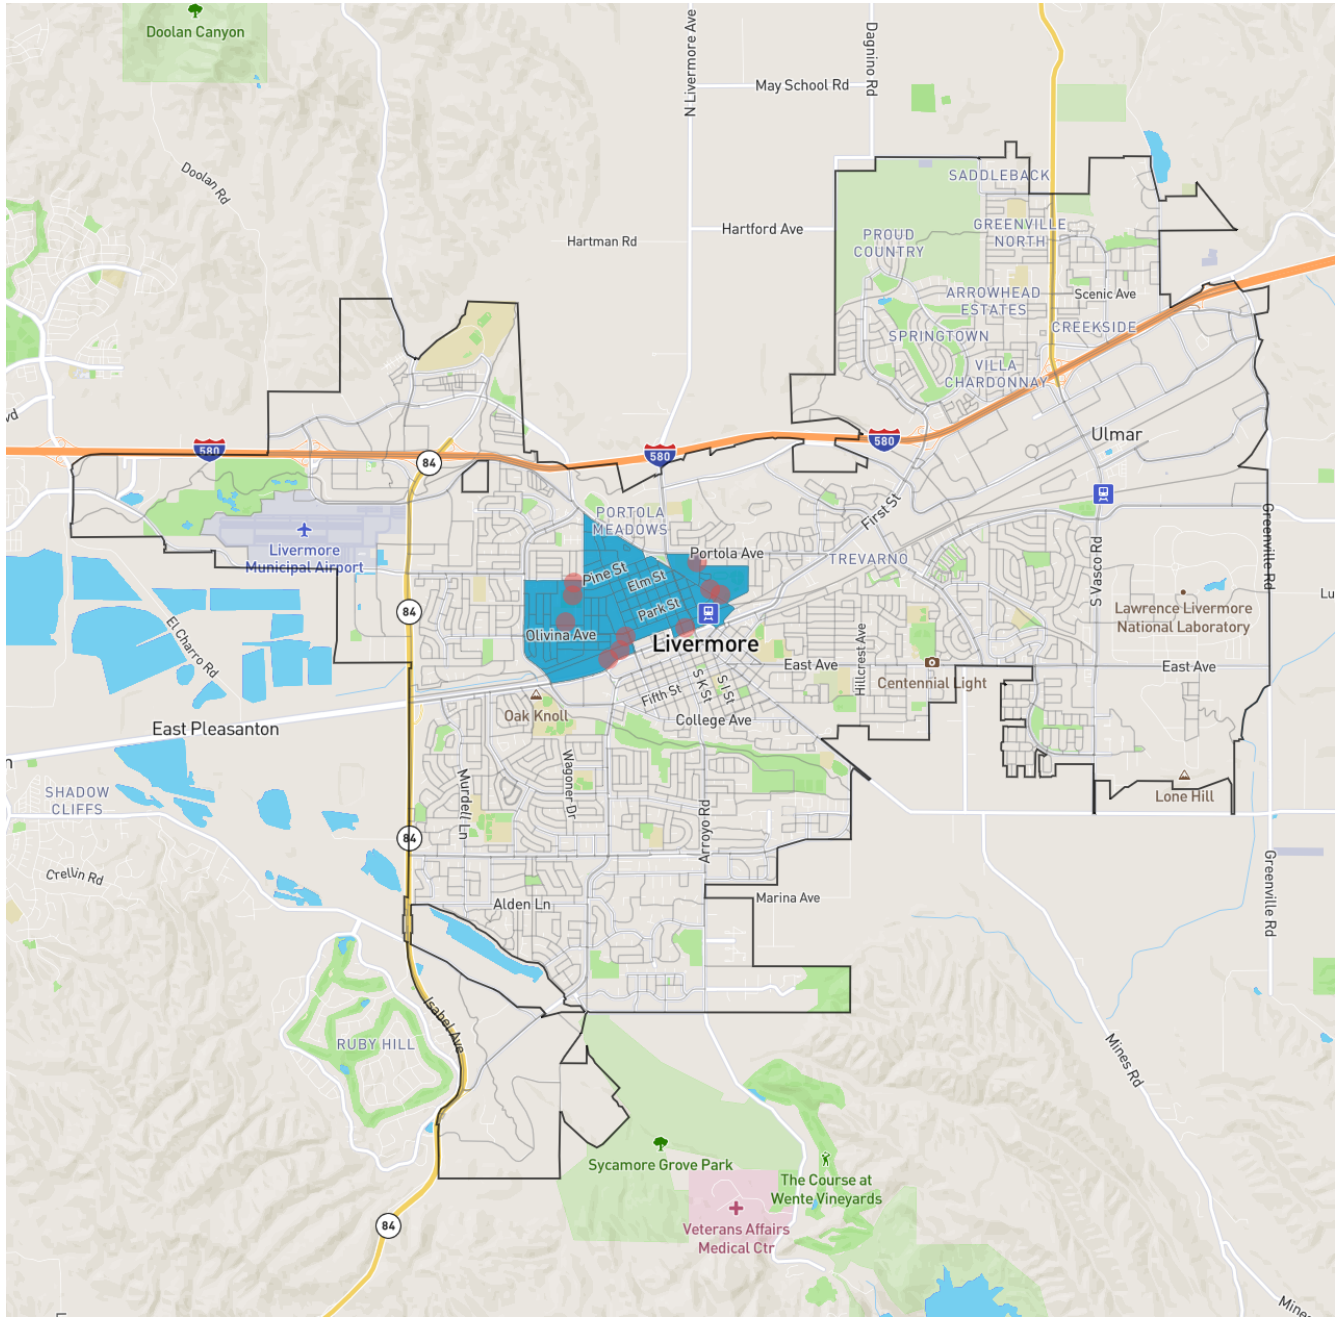 Doolan Canyon
N Livermore Ave
Dagnino Rd
May School Rd
Doolan Rd
SADDLEBACK
Hartman Rd
Hartford Ave
PROUD
COUNTRY
GREENVILLE
NORTH
ARROWHEAD
ESTATES
Scenic Ave
SPRINGTOWN
CREEKSIDE
VILLA
CHARDONNAY
vd
580
84
580
580
Ulmar
First St
PORTOLA
MEADOWS
Livermore
Municipal Airport
Portola Ave
TREVARNO
Pine St
Elm St
Park St
S Vasco Rd
Greenville Rd
84
El Charro Rd
Olivina Ave
Livermore
Lawrence Livermore
National Laboratory
Lu
East Ave
East Ave
Hillcrest Ave
Centennial Light
S I St
S K St
Fifth St
College Ave
Oak Knoll
East Pleasanton
n
SHADOW
CLIFFS
Murdell Ln
Wagoner Dr
Arroyo Rd
Lone Hill
84
Crellin Rd
Alden Ln
Marina Ave
Greenville Rd
Isabel Ave
RUBY HILL
Mines Rd
Sycamore Grove Park
The Course at
Wente Vineyards
Veterans Affairs
Medical Ctr
84
Mines